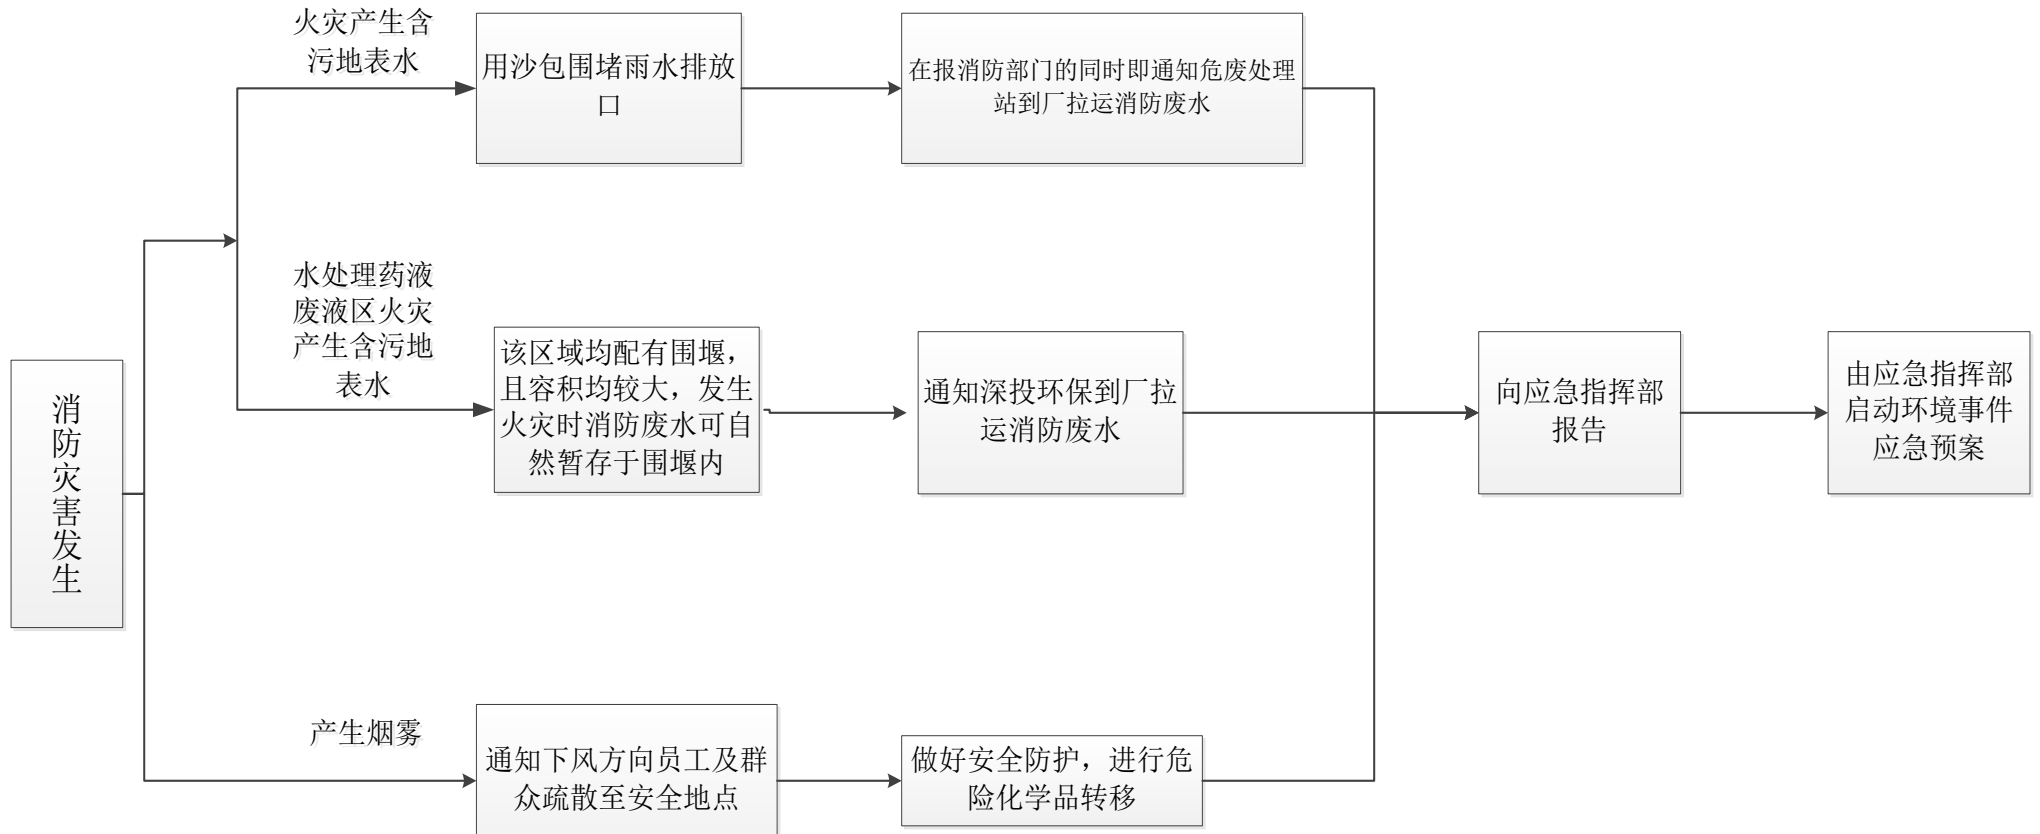 火灾产生含
污地表水
用沙包围堵雨水排放
口
在报消防部门的同时即通知危废处理
站到厂拉运消防废水
水处理药液
废液区火灾
产生含污地
表水
该区域均配有围堰，
且容积均较大，发生
火灾时消防废水可自
然暂存于围堰内
通知深投环保到厂拉
运消防废水
向应急指挥部
报告
由应急指挥部
启动环境事件
应急预案
消防灾害发生
产生烟雾
通知下风方向员工及群
众疏散至安全地点
做好安全防护，进行危
险化学品转移